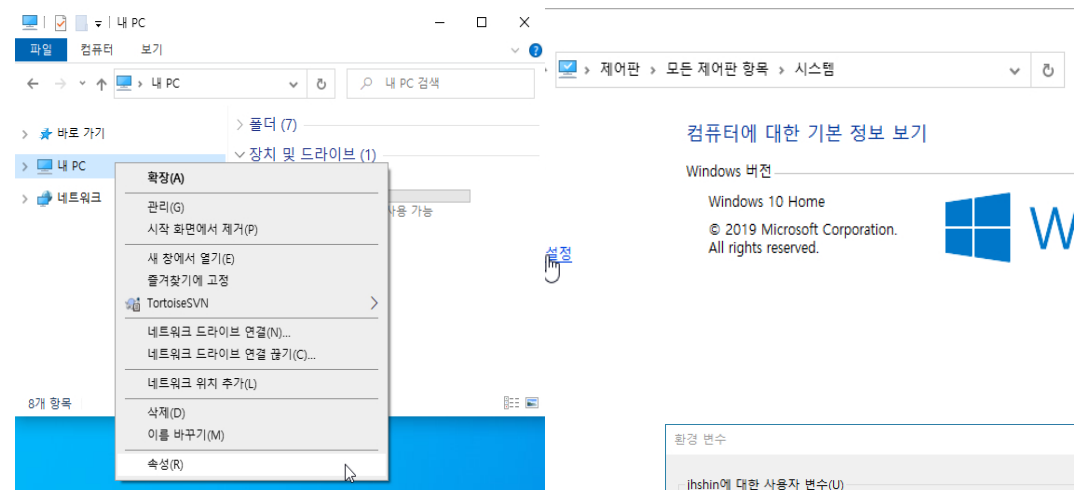 내 PC
파일 컴퓨터 보기
내 PC
내 PC 검색
바로 가기
내 PC
네트워크
폴더 (7)
장치 및 드라이브 (1)
사용 가능
확장(A)
관리(G)
시작 화면에서 제거(P)
새 창에서 열기(E)
즐겨찾기에 고정
TortoiseSVN
네트워크 드라이브 연결(N)...
네트워크 드라이브 연결 끊기(C)...
네트워크 위치 추가(L)
삭제(D)
이름 바꾸기(M)
속성(R)
8개 항목
제어판 › 모든 제어판 항목 › 시스템
컴퓨터에 대한 기본 정보 보기
Windows 버전
Windows 10 Home
© 2019 Microsoft Corporation.
All rights reserved.
W
설정
환경 변수
jhshin에 대한 사용자 변수(U)